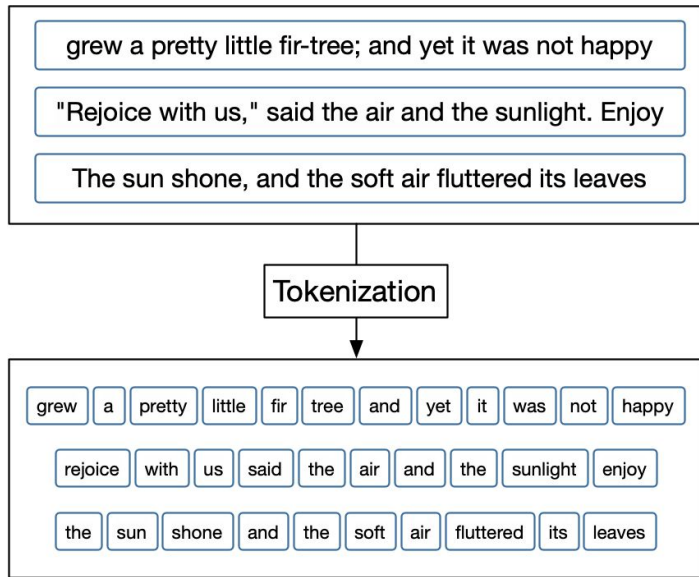 grew a pretty little fir-tree; and yet it was not happy
"Rejoice with us," said the air and the sunlight. Enjoy
The sun shone, and the soft air fluttered its leaves
Tokenization
grew a pretty little fir tree and yet it was not happy
rejoice with us said the air and the sunlight enjoy
the sun shone and the soft air fluttered its leaves